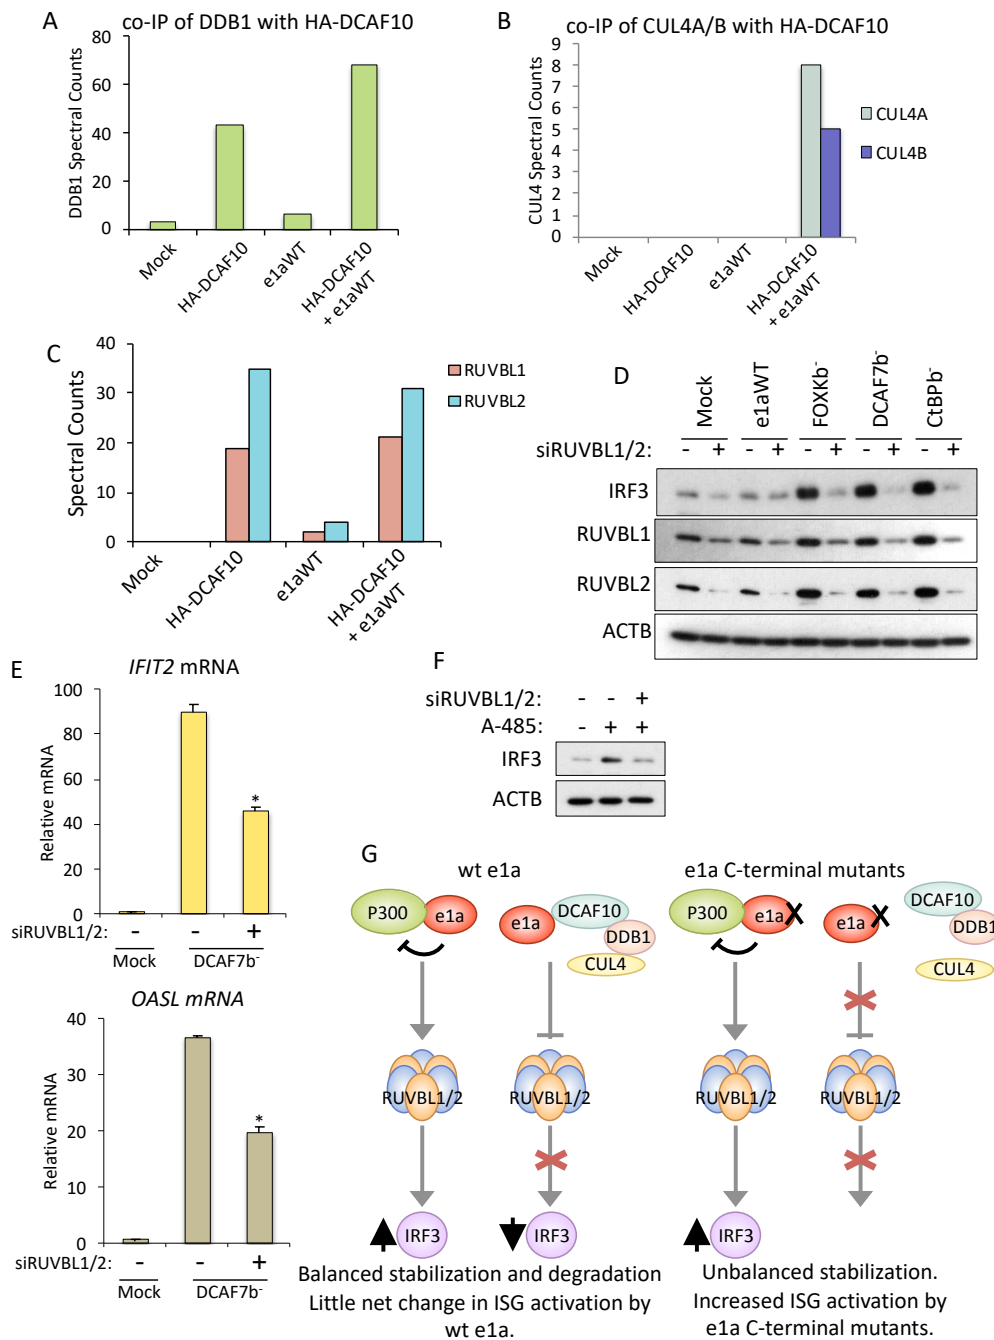 A
co-IP of DDB1 with HA-DCAF10
DDB1 Spectral Counts
80
60
40
20
0
Mock
HA-DCAF10
e1aWT
HA-DCAF10
+ e1aWT
B
co-IP of CUL4A/B with HA-DCAF10
CUL4 Spectral Counts
9
8
7
6
5
4
3
2
1
0
CUL4A
CUL4B
Mock
HA-DCAF10
e1aWT
HA-DCAF10
+ e1aWT
C
Spectral Counts
40
30
20
10
0
RUVBL1
RUVBL2
Mock
HA-DCAF10
e1aWT
HA-DCAF10
+ e1aWT
D
Mock
e1aWT
FOXKb-
DCAF7b-
CtBPb-
siRUVBL1/2: - + - + - + - + - +
IRF3
RUVBL1
RUVBL2
ACTB
E
IFIT2 mRNA
Relative mRNA
100
80
60
40
20
0
*
siRUVBL1/2: - - +
Mock DCAF7b-
OASL mRNA
Relative mRNA
40
30
20
10
0
*
siRUVBL1/2: - - +
Mock DCAF7b-
F
siRUVBL1/2: - - +
A-485: - + +
IRF3
ACTB
G
wt e1a
P300 e1a
e1a DCAF10
DDB1
CUL4
RUVBL1/2 RUVBL1/2
IRF3 IRF3
Balanced stabilization and degradation
Little net change in ISG activation by
wt e1a.
e1a C-terminal mutants
P300 e1a X
e1a X
DCAF10
DDB1
CUL4
RUVBL1/2 RUVBL1/2
IRF3
Unbalanced stabilization.
Increased ISG activation by
e1a C-terminal mutants.